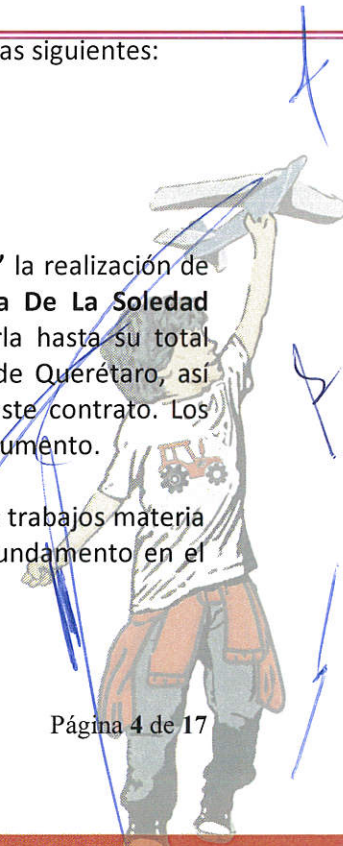 as siguientes:
” la realización de
a De La Soledad
rla hasta su total
de Querétaro, así
ste contrato. Los
umento.
trabajos materia
undamento en el
Página 4 de 17